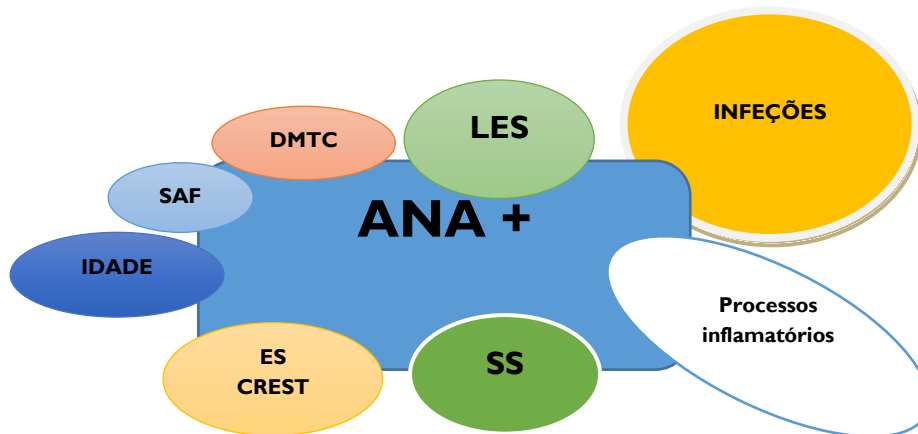 INFEÇÕES
LES
DMTC
SAF
ANA +
IDADE
Processos
inflamatórios
ES
CREST
SS